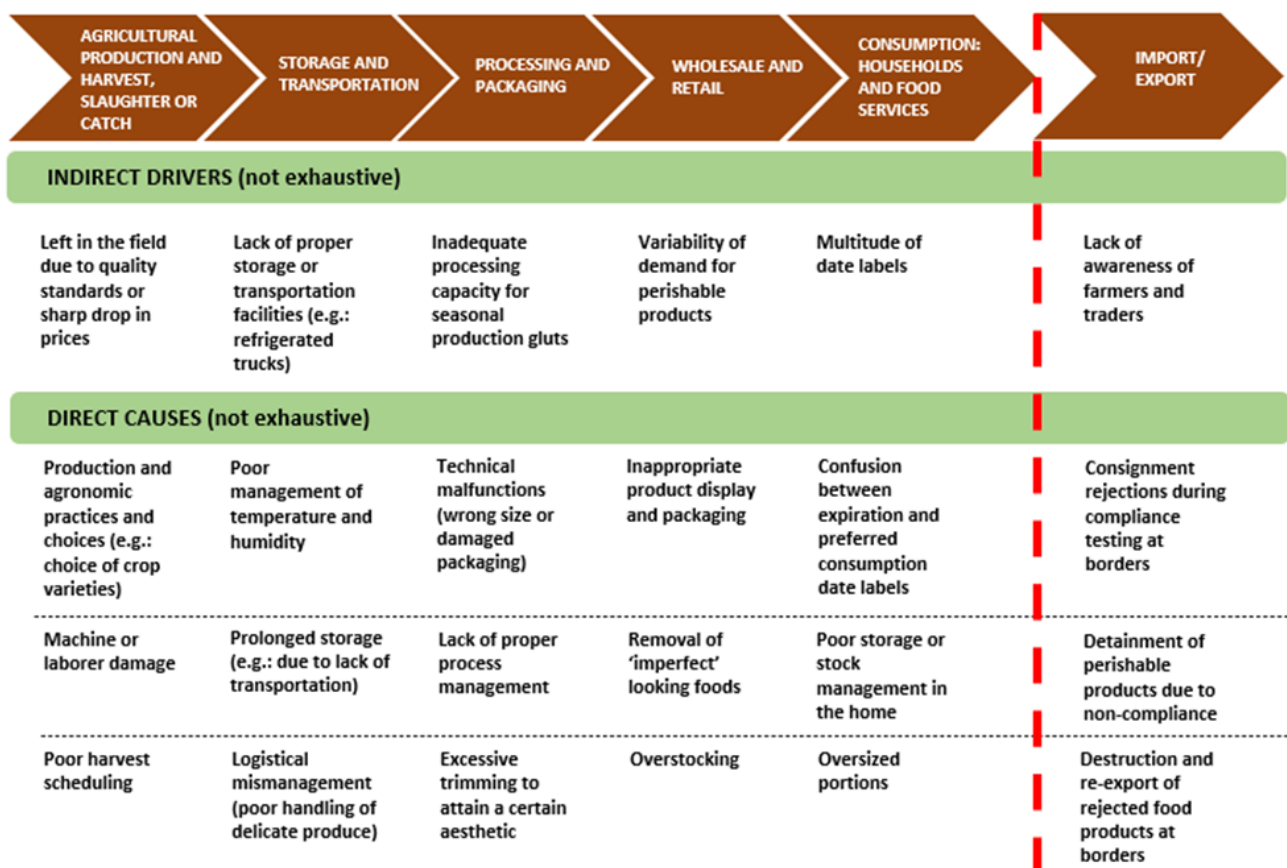 AGRICULTURAL
PRODUCTION AND
HARVEST,
SLAUGHTER OR
CATCH
STORAGE AND
TRANSPORTATION
PROCESSING AND
PACKAGING
WHOLESALE AND
RETAIL
CONSUMPTION:
HOUSEHOLDS
AND FOOD
SERVICES
IMPORT/
EXPORT
INDIRECT DRIVERS (not exhaustive)
Left in the field
due to quality
standards or
sharp drop in
prices
Lack of proper
storage or
transportation
facilities (e.g.:
refrigerated
trucks)
Inadequate
processing
capacity for
seasonal
production gluts
Variability of
demand for
perishable
products
Multitude of
date labels
Lack of
awareness of
farmers and
traders
DIRECT CAUSES (not exhaustive)
Production and
agronomic
practices and
choices (e.g.:
choice of crop
varieties)
Poor
management of
temperature and
humidity
Technical
malfunctions
(wrong size or
damaged
packaging)
Inappropriate
product display
and packaging
Confusion
between
expiration and
preferred
consumption
date labels
Consignment
rejections during
compliance
testing at
borders
Machine or
laborer damage
Prolonged storage
(e.g.: due to lack of
transportation)
Lack of proper
process
management
Removal of
‘imperfect’
looking foods
Poor storage or
stock
management in
the home
Detainment of
perishable
products due to
non-compliance
Poor harvest
scheduling
Logistical
mismanagement
(poor handling of
delicate produce)
Excessive
trimming to
attain a certain
aesthetic
Overstocking
Oversized
portions
Destruction and
re-export of
rejected food
products at
borders